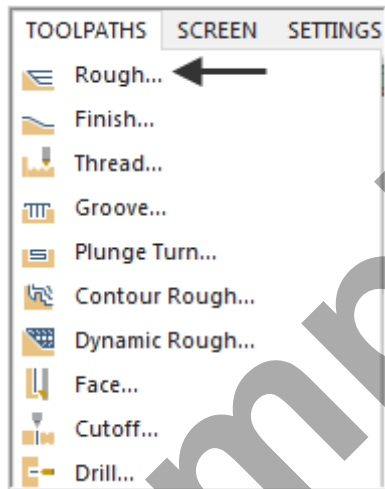 TOOLPATHS SCREEN SETTINGS
Rough...
Finish...
Thread...
Groove...
Plunge Turn...
Contour Rough...
Dynamic Rough...
Face...
Cutoff...
Drill...